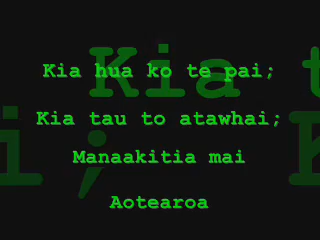 Kia hua ko te pai;
Kia tau to atawhai;
Manaakitia mai
Aotearoa